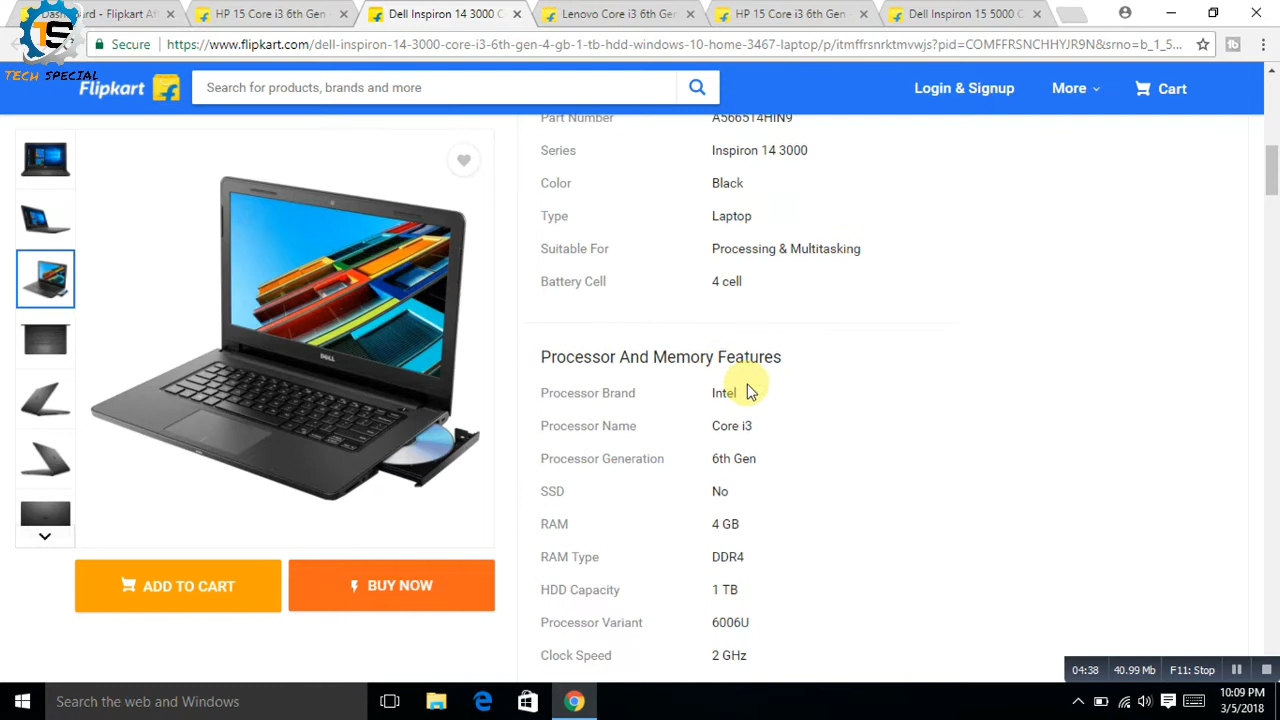 Dashboard - Flipkart Af
HP 15 Core i3 6th Gen
Dell Inspiron 14 3000 C
Lenovo Core i3 6th Ge
HP Core i3 6th Gen
Dell Inspiron 15 5000 C
Secure
https://www.flipkart.com/dell-inspiron-14-3000-core-i3-6th-gen-4-gb-1-tb-hdd-windows-10-home-3467-laptop/p/itmffrsnrktmvwjs?pid=COMFFRSNCHHYJR9N&srno=b_1_5...
TS
TECH SPECIAL
Flipkart
Search for products, brands and more
Login & Signup
More
Cart
Part Number A566514HIN9
Series Inspiron 14 3000
Color Black
Type Laptop
Suitable For Processing & Multitasking
Battery Cell 4 cell
Processor And Memory Features
Processor Brand Intel
Processor Name Core i3
Processor Generation 6th Gen
SSD No
RAM 4 GB
RAM Type DDR4
HDD Capacity 1 TB
Processor Variant 6006U
Clock Speed 2 GHz
DELL
ADD TO CART
BUY NOW
04:38 40.99 Mb F11: Stop
Search the web and Windows
10:09 PM
3/5/2018